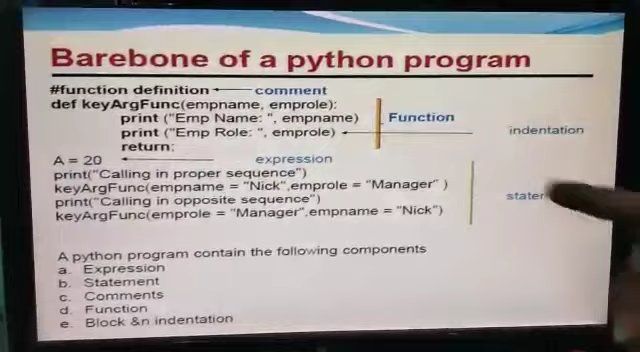 Barebone of a python program
#function definition comment
def keyArgFunc(empname, emprole):
print ("Emp Name: ", empname) Function
print ("Emp Role: ", emprole) indentation
return;
A = 20 expression
print("Calling in proper sequence")
keyArgFunc(empname = "Nick",emprole = "Manager" )
print("Calling in opposite sequence")
keyArgFunc(emprole = "Manager",empname = "Nick")
A python program contain the following components
a. Expression
b. Statement
c. Comments
d. Function
e. Block &n indentation